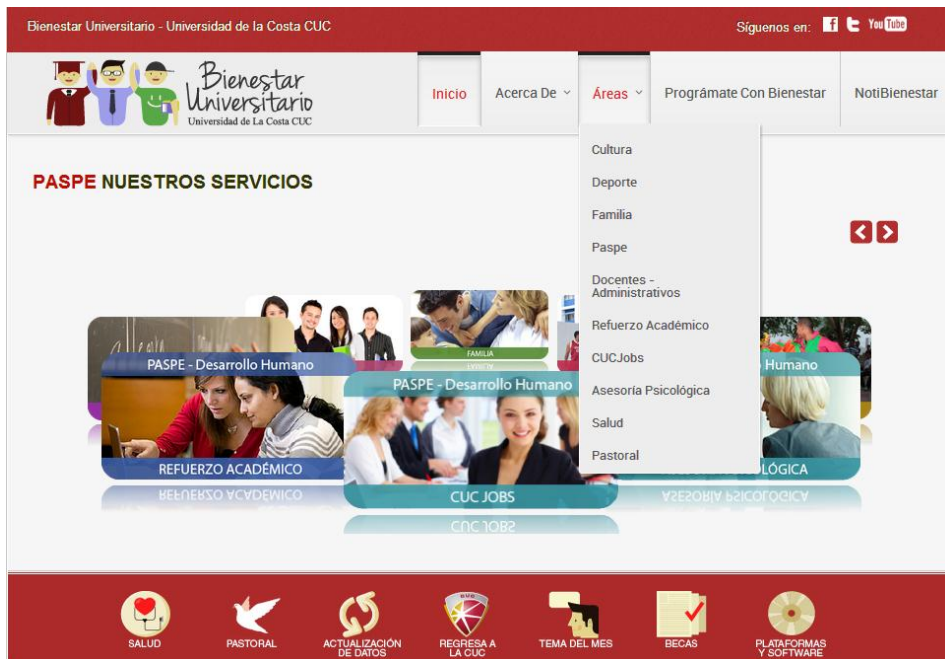 Bienestar Universitario - Universidad de la Costa CUC
Síguenos en:
You Tube
Bienestar
Universitario
Universidad de La Costa CUC
Inicio
Acerca De
Áreas
Prográmate Con Bienestar
NotiBienestar
Cultura
Deporte
Familia
Paspe
Docentes -
Administrativos
Refuerzo Académico
CUCJobs
Asesoría Psicológica
Salud
Pastoral
PASPE NUESTROS SERVICIOS
FAMILIA
PASPE - Desarrollo Humano
REFUERZO ACADÉMICO
PASPE - Desarrollo Humano
CUC JOBS
Humano
SALUD
PASTORAL
ACTUALIZACIÓN
DE DATOS
REGRESA A
LA CUC
TEMA DEL MES
BECAS
PLATAFORMAS
Y SOFTWARE